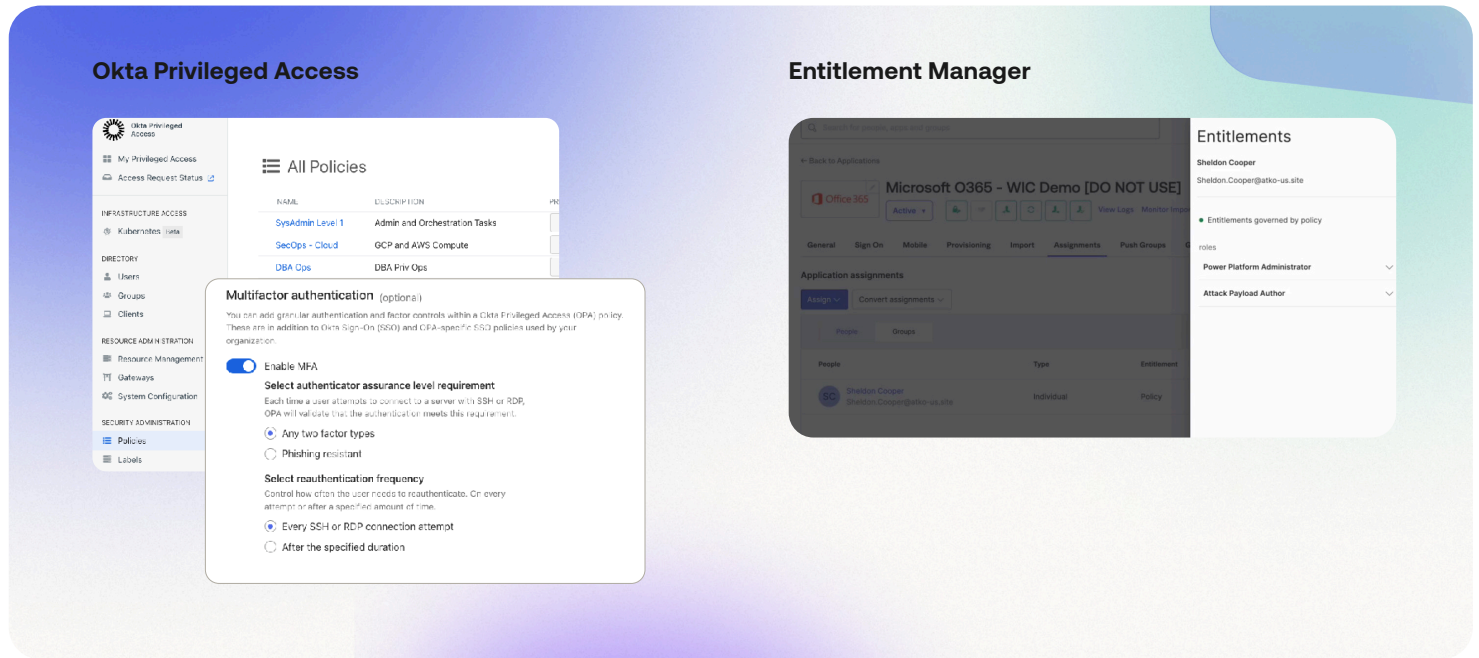 Okta Privileged Access
Okta Privileged
Access
My Privileged Access
Access Request Status
INFRASTRUCTURE ACCESS
Kubernetes Beta
DIRECTORY
Users
Groups
Clients
RESOURCE ADMINISTRATION
Resource Management
Gateways
System Configuration
SECURITY ADMINISTRATION
Policies
Labels
All Policies
NAME DESCRIPTION
SysAdmin Level 1 Admin and Orchestration Tasks
SecOps - Cloud GCP and AWS Compute
DBA Ops DBA Priv Ops
Multifactor authentication (optional)
You can add granular authentication and factor controls within a Okta Privileged Access (OPA) policy.
These are in addition to Okta Sign-On (SSO) and OPA-specific SSO policies used by your
organization.
Enable MFA
Select authenticator assurance level requirement
Each time a user attempts to connect to a server with SSH or RDP,
OPA will validate that the authentication meets this requirement.
Any two factor types
Phishing resistant
Select reauthentication frequency
Control how often the user needs to reauthenticate. On every
attempt or after a specified amount of time.
Every SSH or RDP connection attempt
After the specified duration
Entitlement Manager
Search for people, apps and groups
← Back to Applications
Office 365
Microsoft O365 - WIC Demo [DO NOT USE]
Active View Logs Monitor
General Sign On Mobile Provisioning Import Assignments Push Groups
Application assignments
Assign Convert assignments
People Groups
People Type Entitlement
SC Sheldon Cooper Individual Policy
Sheldon.Cooper@atko-us.site
Entitlements
Sheldon Cooper
Sheldon.Cooper@atko-us.site
Entitlements governed by policy
roles
Power Platform Administrator
Attack Payload Author